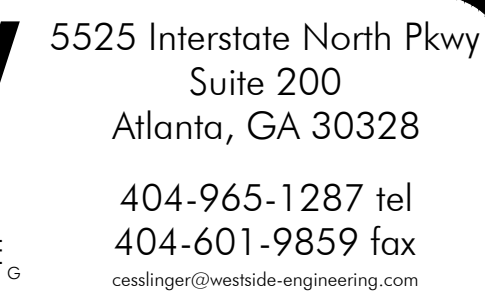 5525 Interstate North Pkwy
Suite 200
Atlanta, GA 30328
404-965-1287 tel
404-601-9859 fax
cesslinger@westside-engineering.com
G